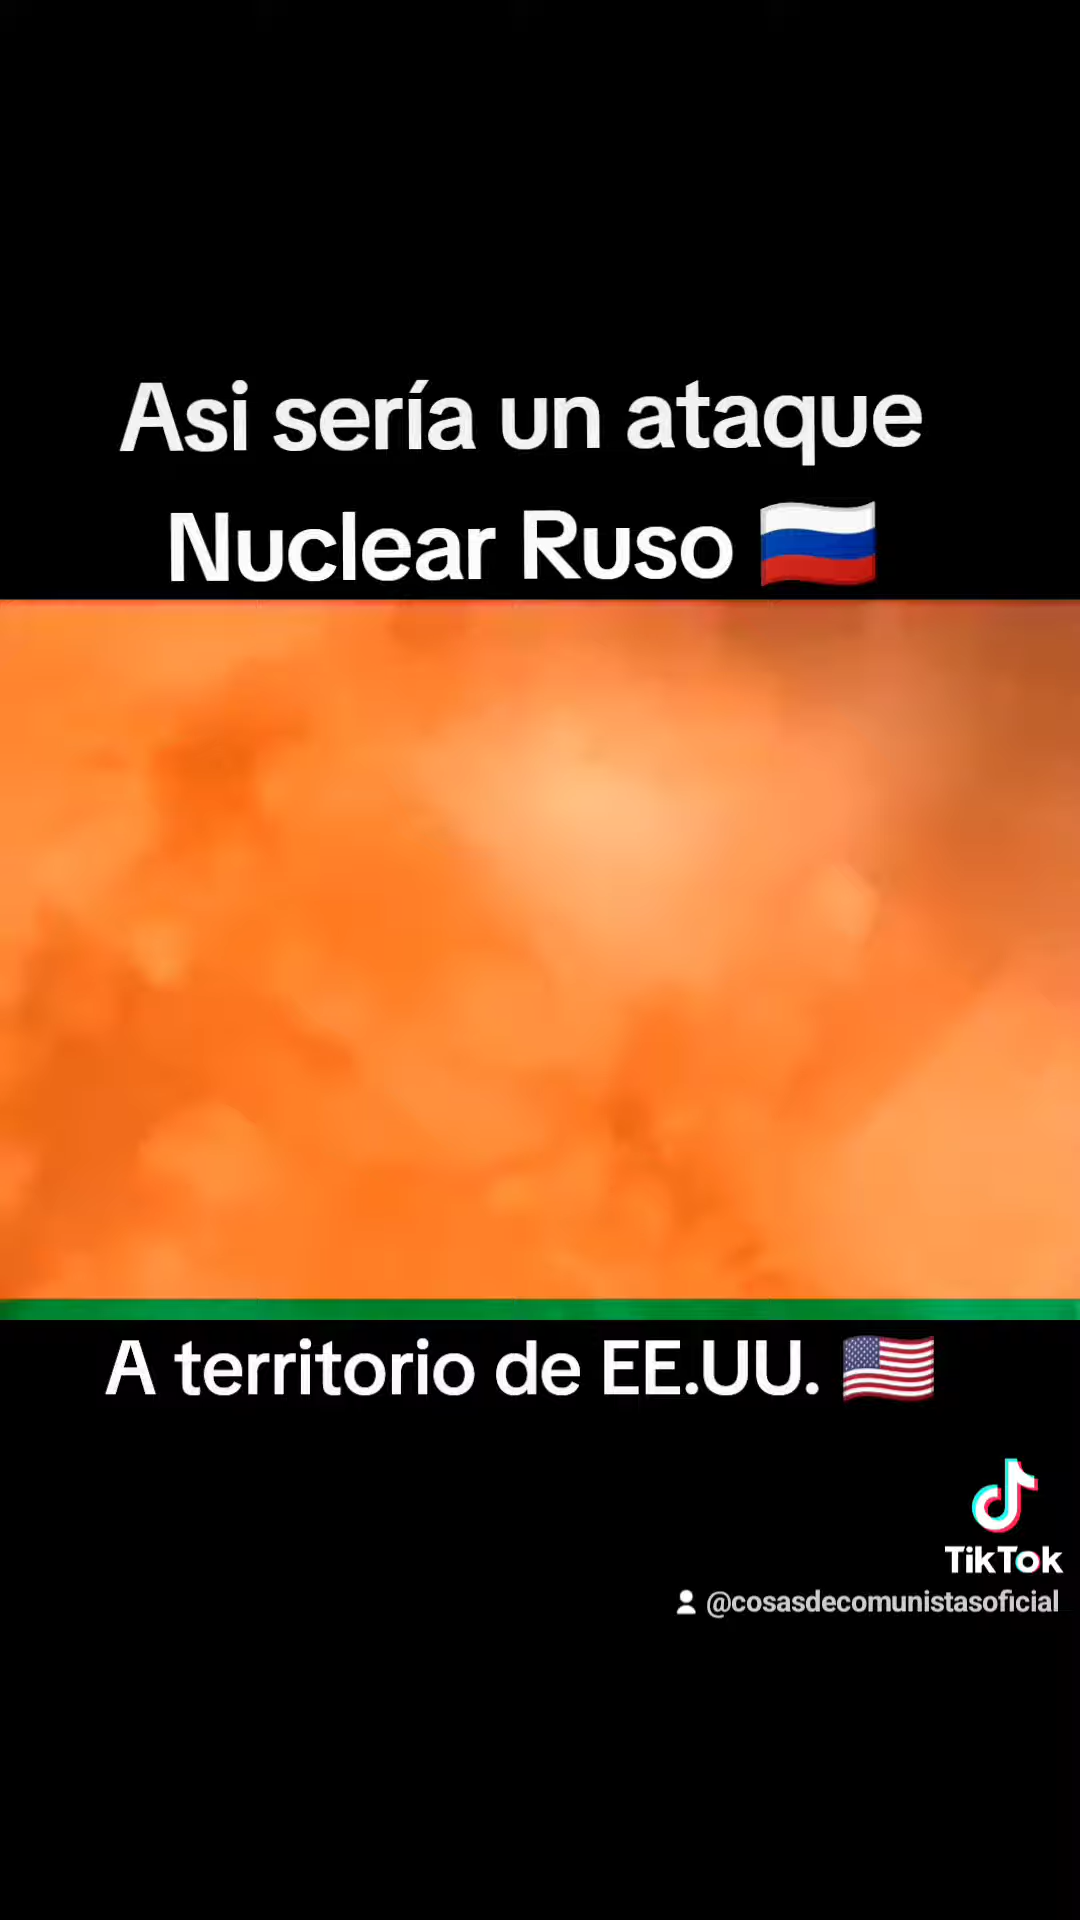 Asi sería un ataque
Nuclear Ruso 🇷🇺
A territorio de EE.UU. 🇺🇸
TikTok
@cosasdecomunistasoficial